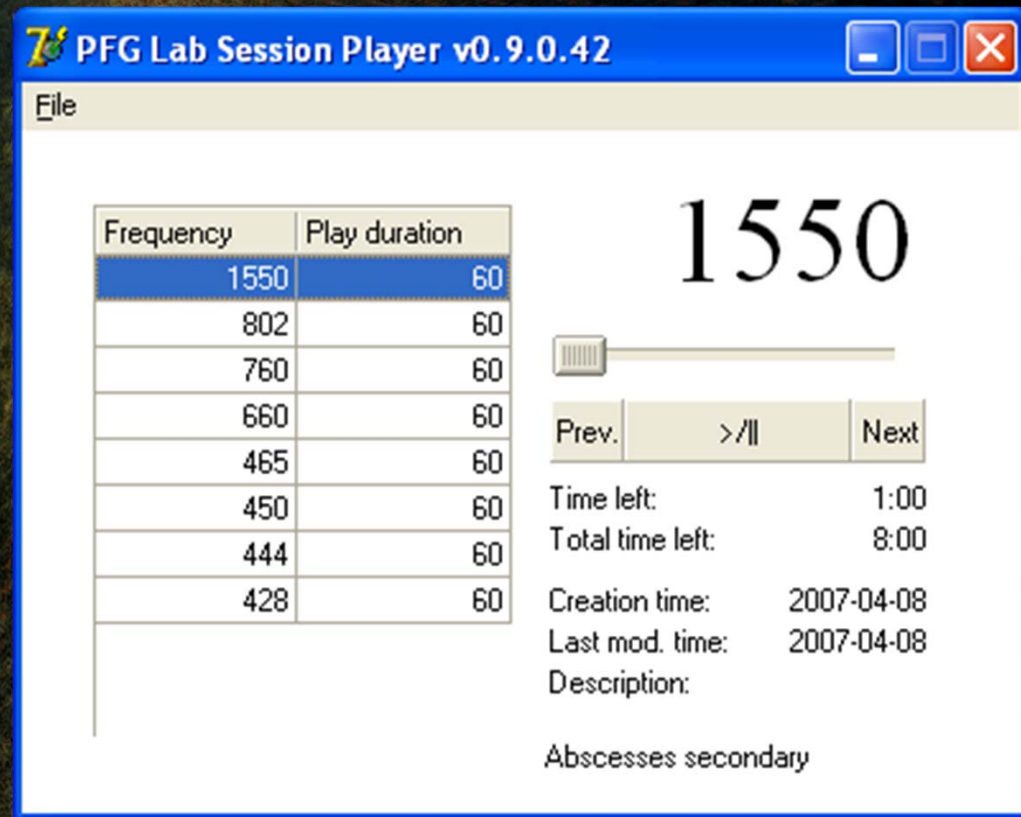 PFG Lab Session Player v0.9.0.42
File
Frequency Play duration
1550 60
802 60
760 60
660 60
465 60
450 60
444 60
428 60
1550
Prev. >/|| Next
Time left: 1:00
Total time left: 8:00
Creation time: 2007-04-08
Last mod. time: 2007-04-08
Description:
Abscesses secondary